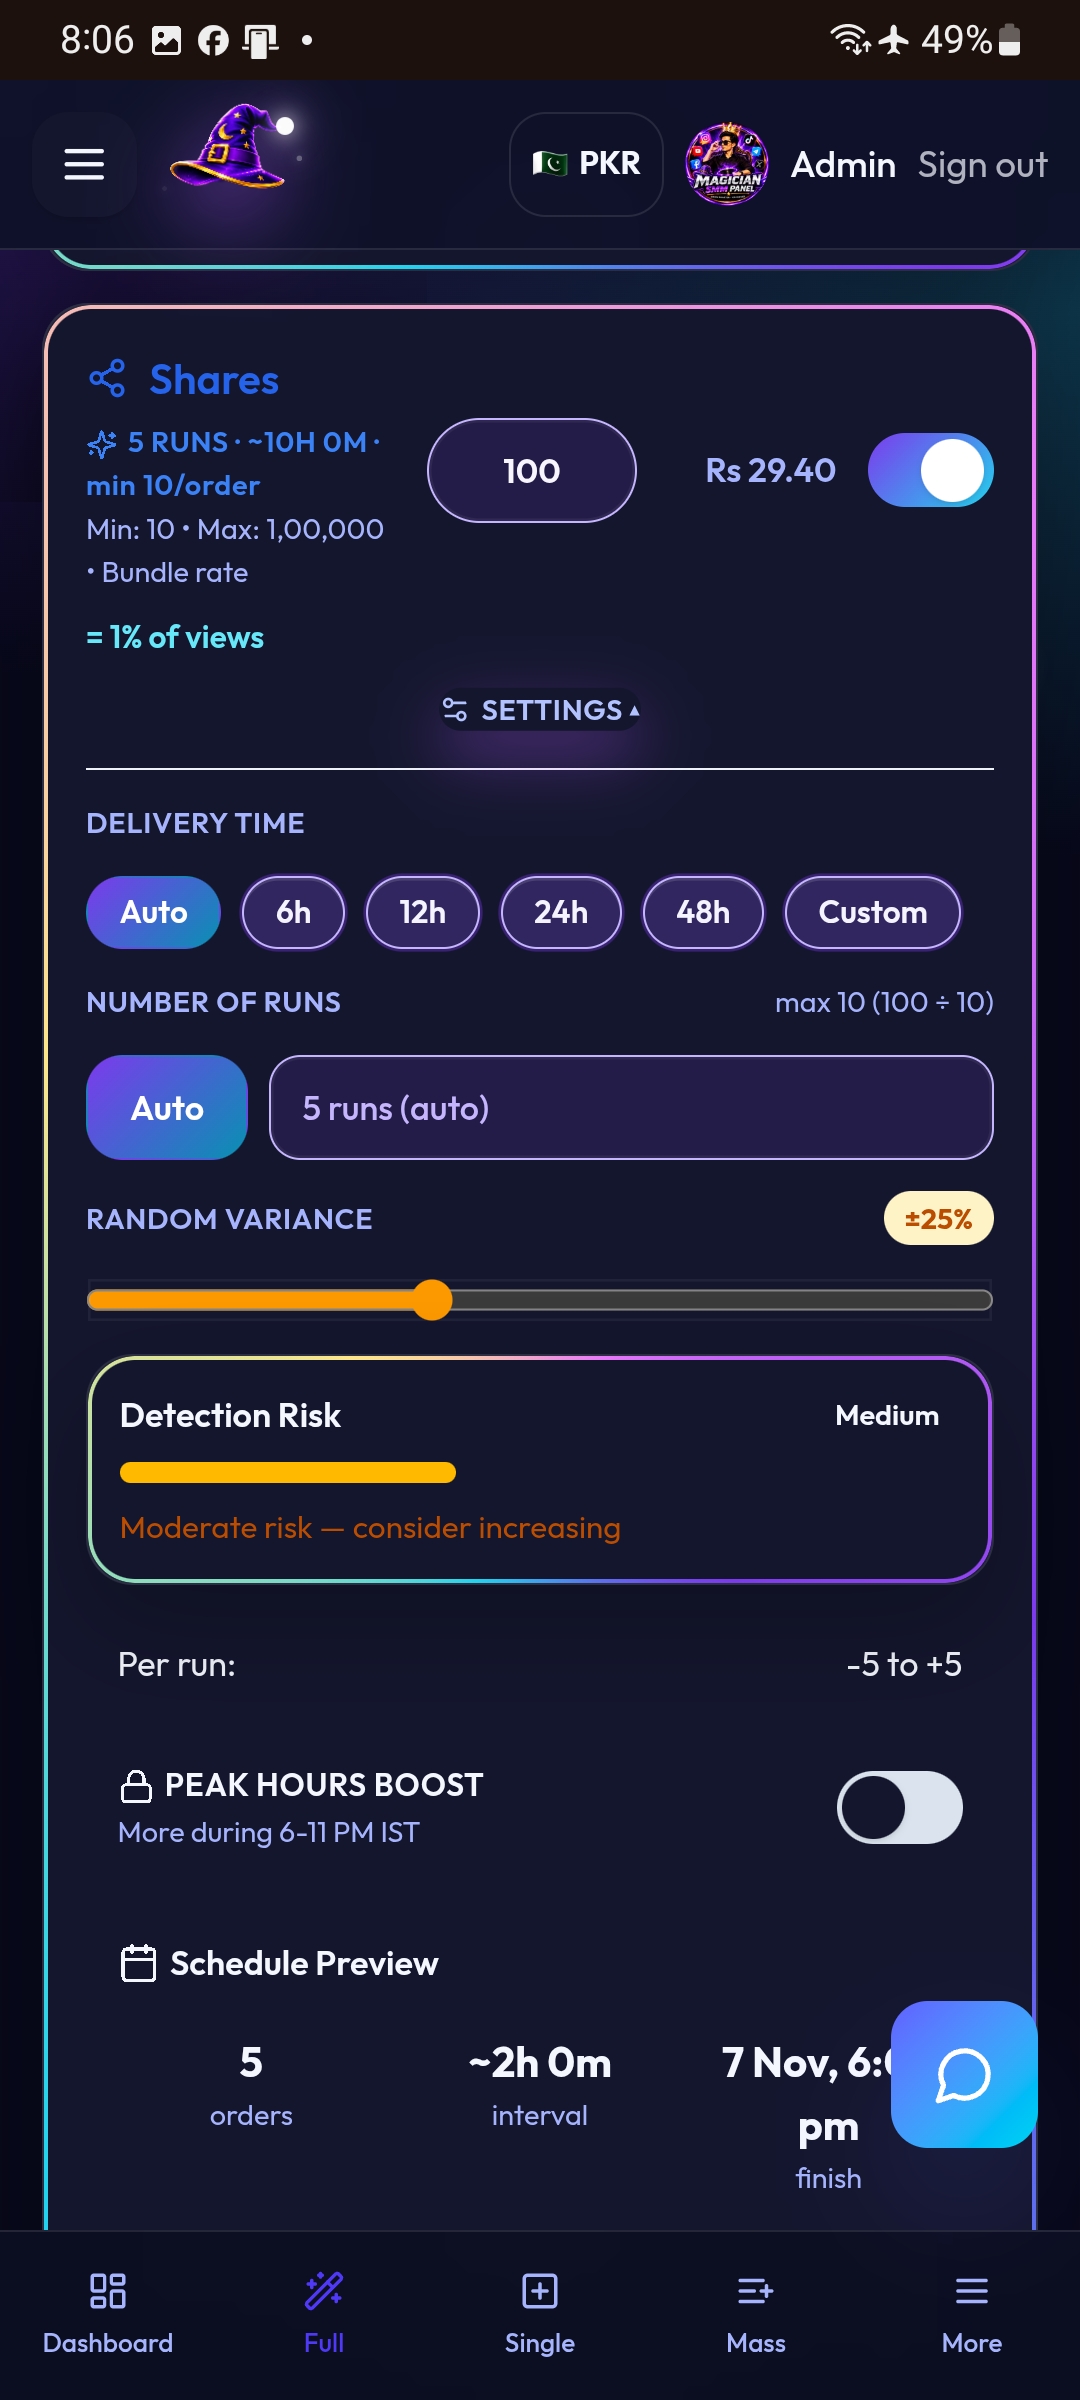 8:06
49%
PKR
MAGICIAN
SMM PANEL
Admin
Sign out
Shares
5 RUNS · ~10H 0M ·
min 10/order
Min: 10 • Max: 1,00,000
• Bundle rate
= 1% of views
100
Rs 29.40
SETTINGS ▴
DELIVERY TIME
Auto
6h
12h
24h
48h
Custom
NUMBER OF RUNS
max 10 (100 ÷ 10)
Auto
5 runs (auto)
RANDOM VARIANCE
±25%
Detection Risk
Medium
Moderate risk — consider increasing
Per run:
-5 to +5
PEAK HOURS BOOST
More during 6-11 PM IST
Schedule Preview
5
orders
~2h 0m
interval
7 Nov, 6:
pm
finish
Dashboard
Full
Single
Mass
More